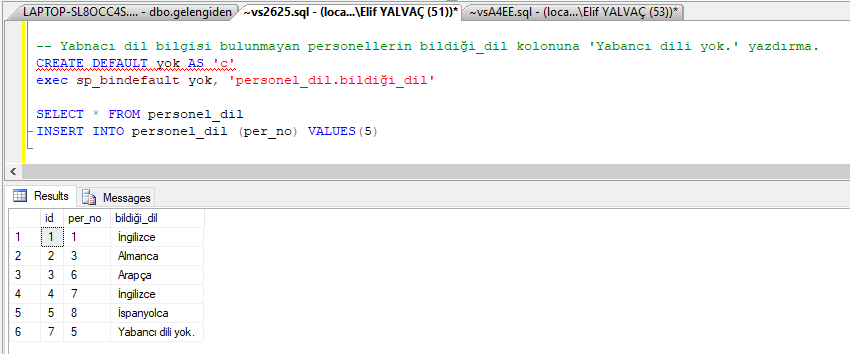 LAPTOP-SL8OCC4S.... - dbo.gelengiden
~vs2625.sql - (loca...\Elif YALVAÇ (51))*
~vsA4EE.sql - (loca...\Elif YALVAÇ (53))*
-- Yabnacı dil bilgisi bulunmayan personellerin bildiği_dil kolonuna 'Yabancı dili yok.' yazdırma.
CREATE DEFAULT yok AS 'c'
exec sp_bindefault yok, 'personel_dil.bildiği_dil'
SELECT * FROM personel_dil
INSERT INTO personel_dil (per_no) VALUES(5)
Results Messages
id per_no bildiği_dil
1 1 1 İngilizce
2 2 3 Almanca
3 3 6 Arapça
4 4 7 İngilizce
5 5 8 İspanyolca
6 7 5 Yabancı dili yok.